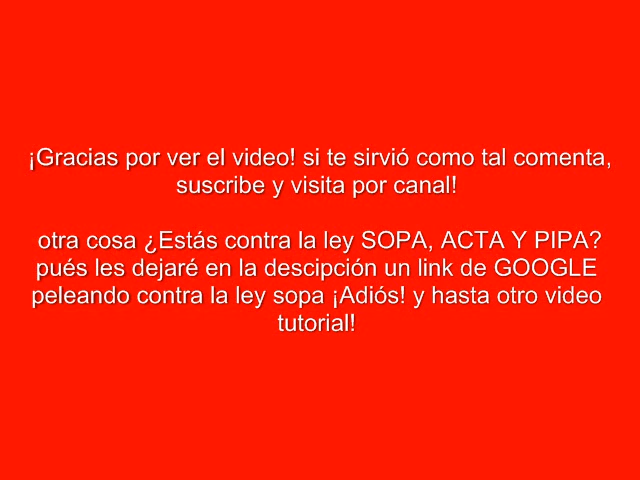 ¡Gracias por ver el video! si te sirvió como tal comenta,
suscribe y visita por canal!
otra cosa ¿Estás contra la ley SOPA, ACTA Y PIPA?
pués les dejaré en la descipción un link de GOOGLE
peleando contra la ley sopa ¡Adiós! y hasta otro video
tutorial!